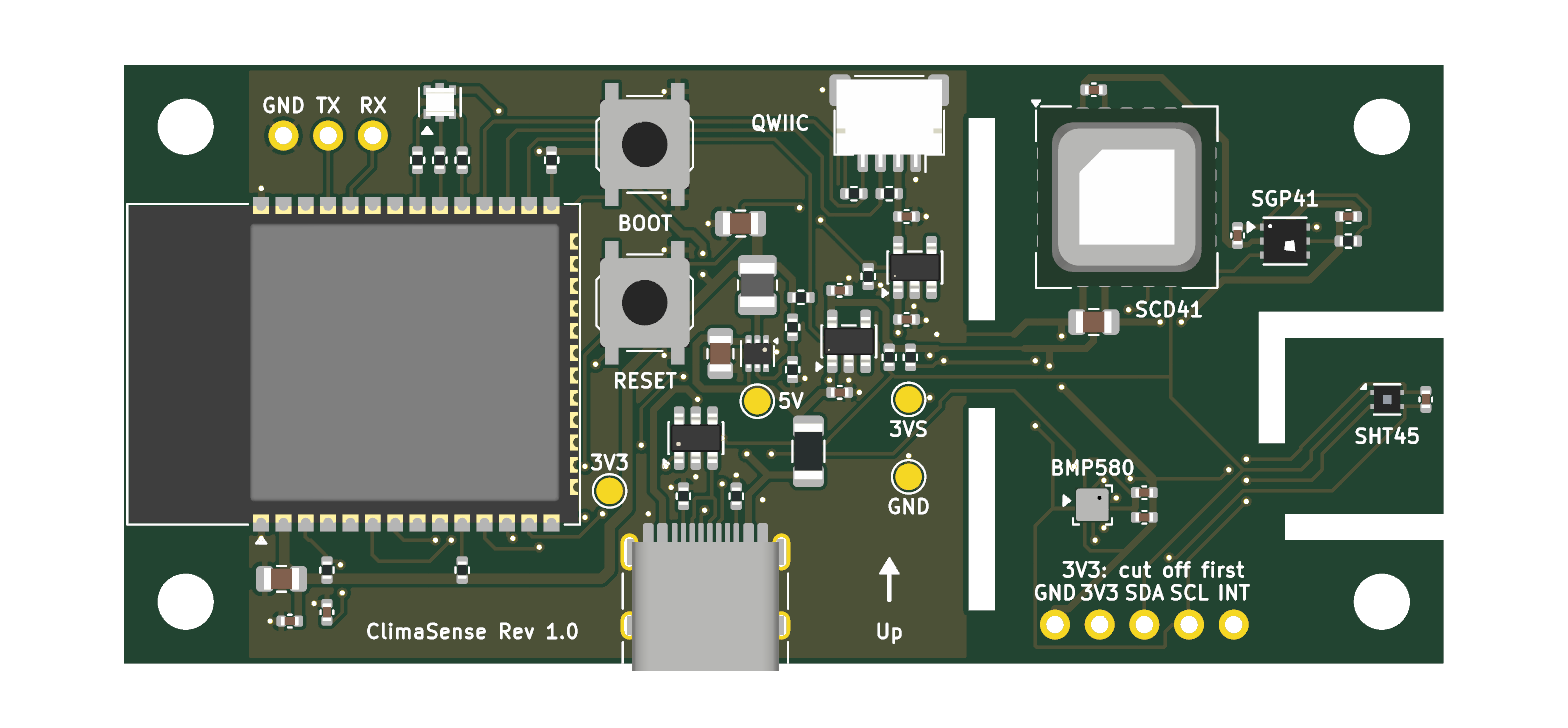 GND TX RX
QWIIC
BOOT
SGP41
SCD41
RESET
5V
3VS
SHT45
3V3
BMP580
GND
3V3: cut off first
GND 3V3 SDA SCL INT
ClimaSense Rev 1.0
Up